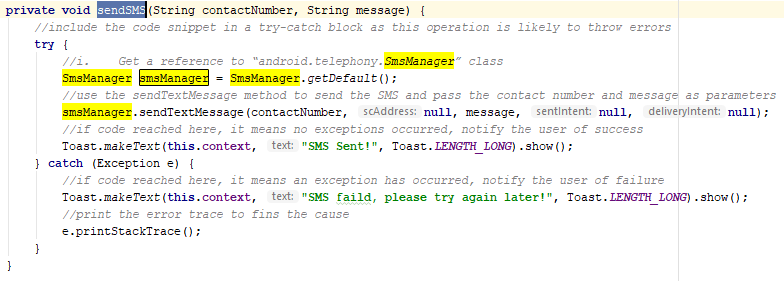 private void sendSMS(String contactNumber, String message) {
//include the code snippet in a try-catch block as this operation is likely to throw errors
try {
//i. Get a reference to "android.telephony.SmsManager" class
SmsManager smsManager = SmsManager.getDefault();
//use the sendTextMessage method to send the SMS and pass the contact number and message as parameters
smsManager.sendTextMessage(contactNumber, scAddress: null, message, sentIntent: null, deliveryIntent: null);
//if code reached here, it means no exceptions occurred, notify the user of success
Toast.makeText(this.context, text: "SMS Sent!", Toast.LENGTH_LONG).show();
} catch (Exception e) {
//if code reached here, it means an exception has occurred, notify the user of failure
Toast.makeText(this.context, text: "SMS faild, please try again later!", Toast.LENGTH_LONG).show();
//print the error trace to fins the cause
e.printStackTrace();
}
}